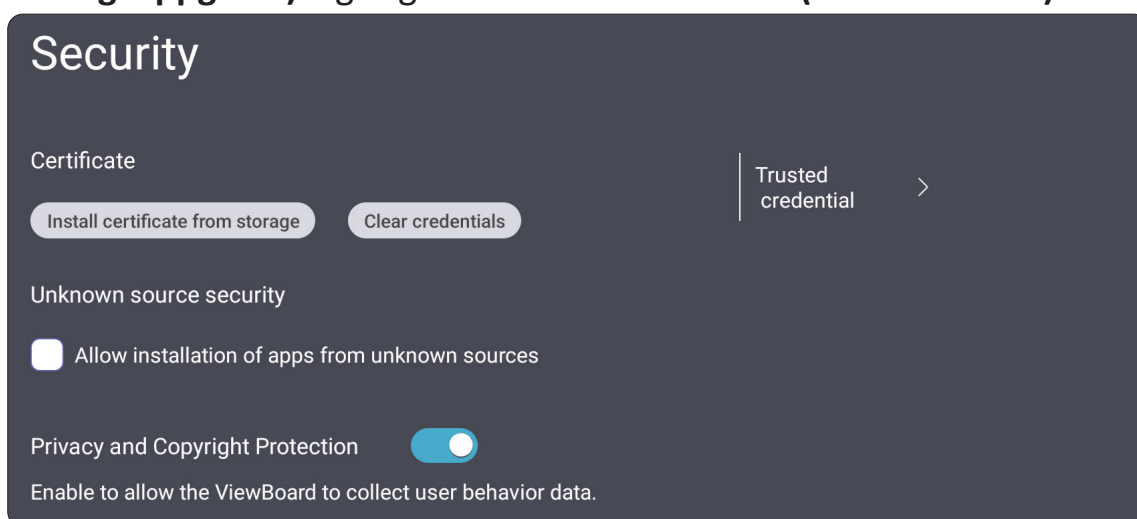 Security
Certificate
Install certificate from storage
Clear credentials
Trusted
credential
Unknown source security
Allow installation of apps from unknown sources
Privacy and Copyright Protection
Enable to allow the ViewBoard to collect user behavior data.